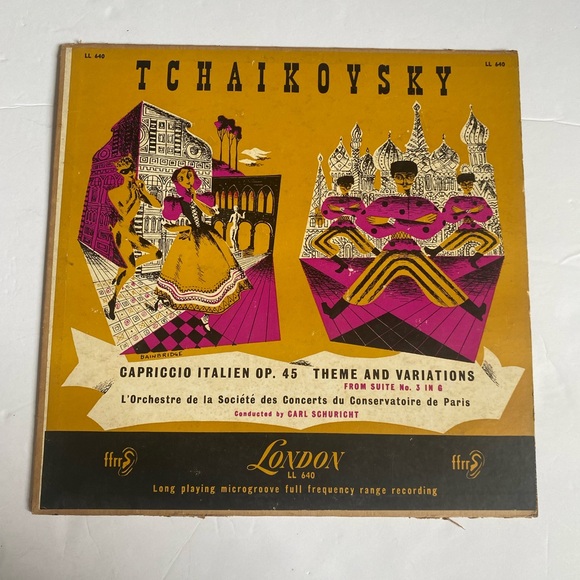 LL 640
LL 640
TCHAIKOVSKY
BAINBRIDGE
CAPRICCIO ITALIEN OP. 45 THEME AND VARIATIONS
FROM SUITE No. 3 IN G
L'Orchestre de la Société des Concerts du Conservatoire de Paris
Conducted by CARL SCHURICHT
ffrr
LONDON
ffrr
LL 640
Long playing microgroove full frequency range recording